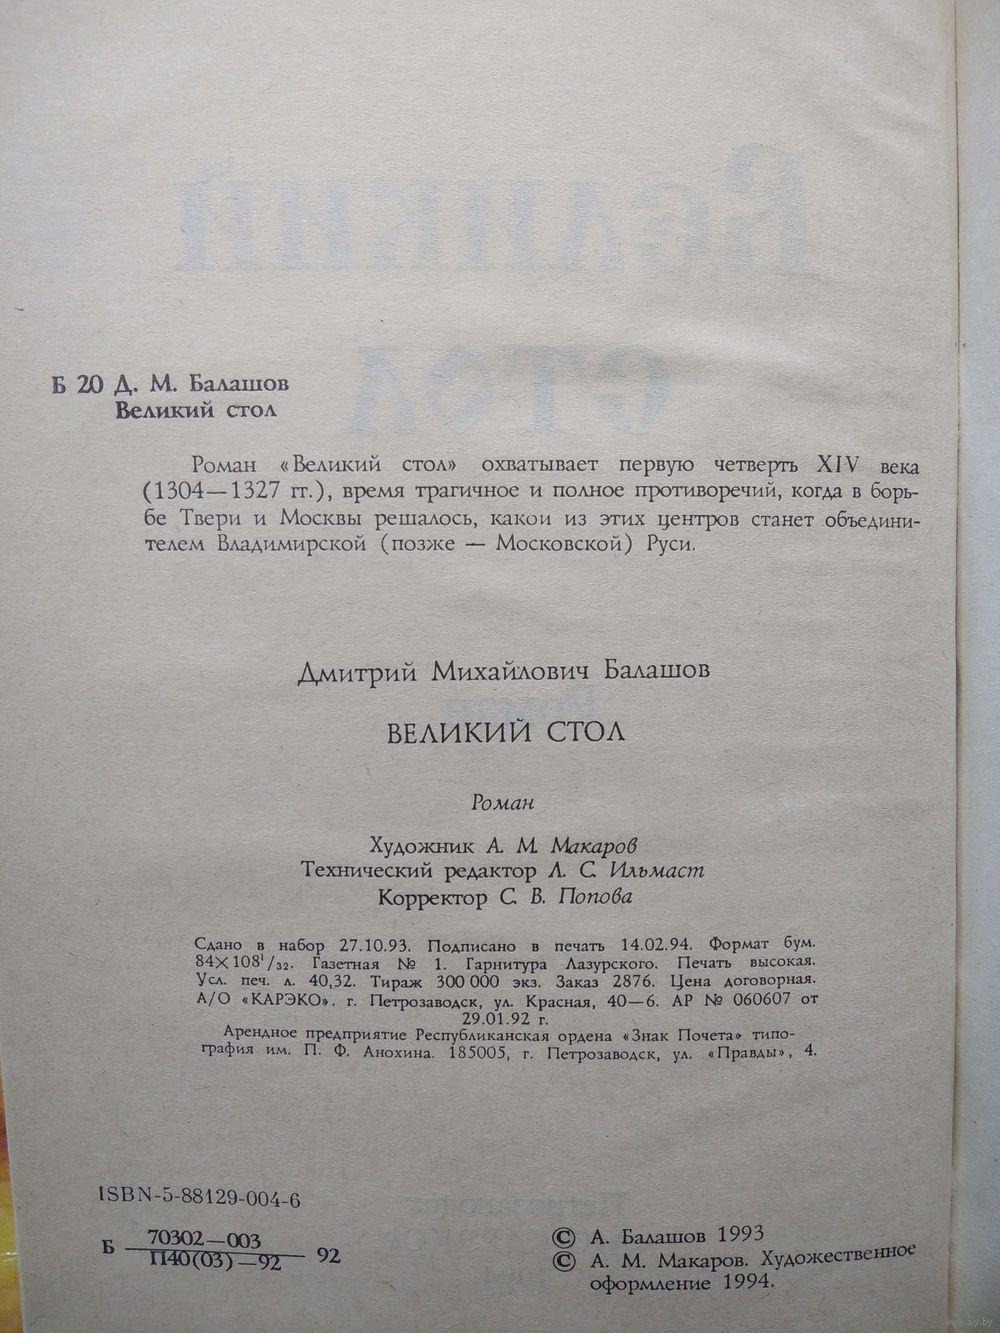 Б 20 Д. М. Балашов
Великий стол
Роман «Великий стол» охватывает первую четверть XIV века
(1304—1327 гг.), время трагичное и полное противоречий, когда в борь-
бе Твери и Москвы решалось, какои из этих центров станет объедини-
телем Владимирской (позже — Московской) Руси.
Дмитрий Михайлович Балашов
ВЕЛИКИЙ СТОЛ
Роман
Художник А. М. Макаров
Технический редактор Л. С. Ильмаст
Корректор С. В. Попова
Сдано в набор 27.10.93. Подписано в печать 14.02.94. Формат бум.
84×108¹/₃₂. Газетная № 1. Гарнитура Лазурского. Печать высокая.
Усл. печ. л. 40,32. Тираж 300 000 экз. Заказ 2876. Цена договорная.
А/О «КАРЭКО». г. Петрозаводск, ул. Красная, 40—6. АР № 060607 от
29.01.92 г.
Арендное предприятие Республиканская ордена «Знак Почета» типо-
графия им. П. Ф. Анохина. 185005, г. Петрозаводск, ул. «Правды», 4.
ISBN-5-88129-004-6
Б 70302—003
П40(03)—92 92
© А. Балашов 1993
© А. М. Макаров. Художественное
оформление 1994.
www.ay.by